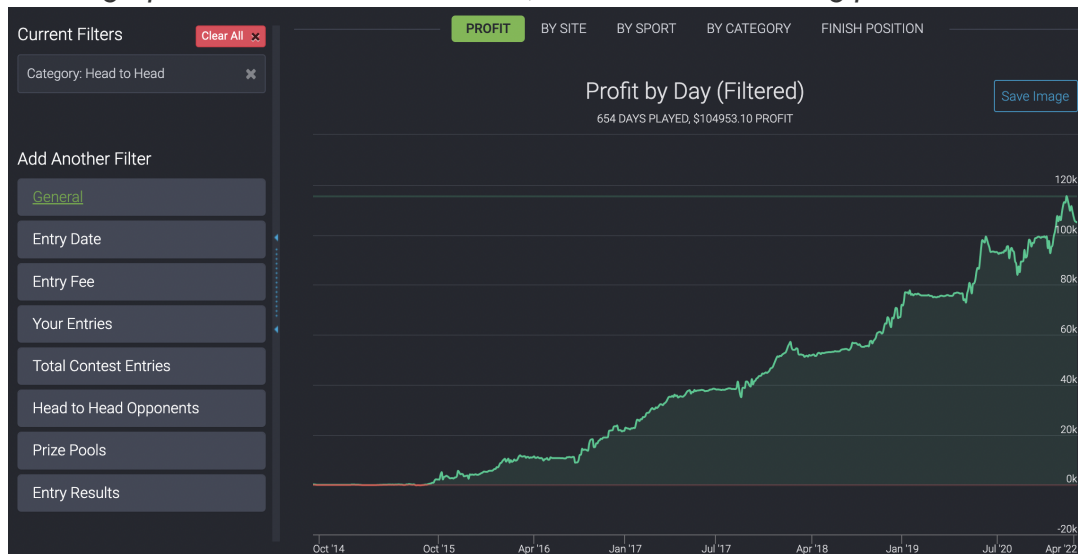 Current Filters
Clear All ×
Category: Head to Head ✖
Add Another Filter
General
Entry Date
Entry Fee
Your Entries
Total Contest Entries
Head to Head Opponents
Prize Pools
Entry Results
PROFIT BY SITE BY SPORT BY CATEGORY FINISH POSITION
Profit by Day (Filtered)
654 DAYS PLAYED, $104953.10 PROFIT
Save Image
120k
100k
80k
60k
40k
20k
0k
-20k
Oct '14 Oct '15 Apr '16 Jan '17 Jul '17 Apr '18 Jan '19 Jul '20 Apr '22